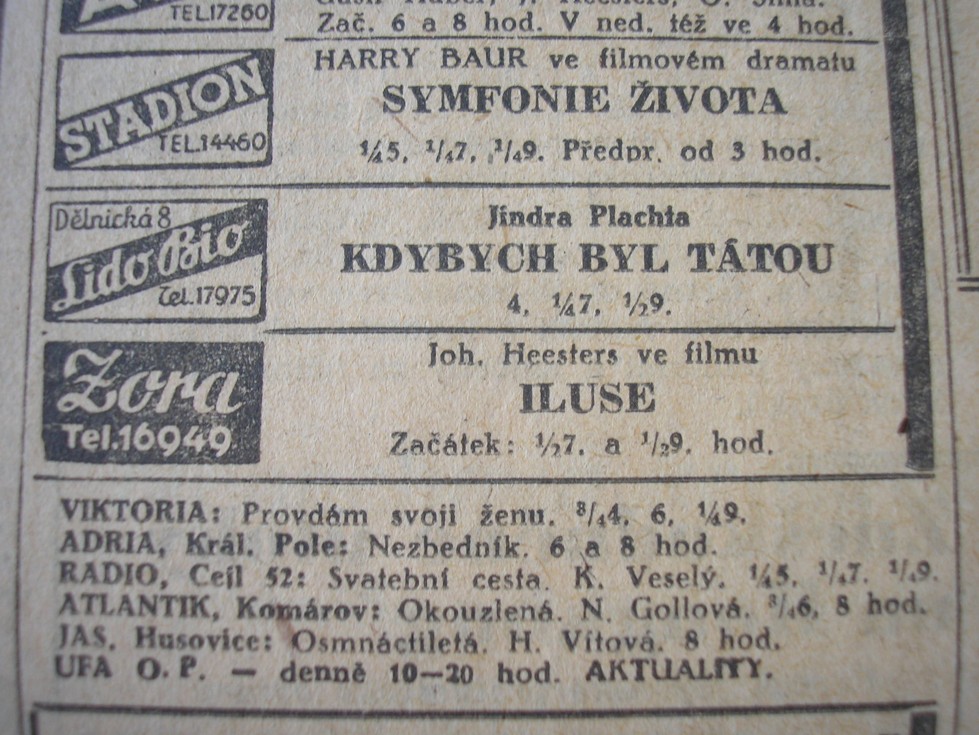 TEL.17260
Zač. 6 a 8 hod. V ned. též ve 4 hod.
STADION
TEL.14460
HARRY BAUR ve filmovém dramatu
SYMFONIE ŽIVOTA
¼5, ¼7, ¼9. Předpr. od 3 hod.
Dělnická 8
Lido Bio
Tel.17975
Jindra Plachta
KDYBYCH BYL TÁTOU
4, ¼7, ½9.
Zora
Tel.16949
Joh. Heesters ve filmu
ILUSE
Začátek: ½7. a ½9. hod.
VIKTORIA: Provdám svoji ženu. ¾4, 6, ¼9.
ADRIA, Král. Pole: Nezbedník. 6 a 8 hod.
RADIO, Cejl 52: Svatební cesta. K. Veselý. ¼5, ¼7. ¼9.
ATLANTIK, Komárov: Okouzlená. N. Gollová. ¾6, 8 hod.
JAS, Husovice: Osmnáctiletá. H. Vítová. 8 hod.
UFA O. P. — denně 10—20 hod. AKTUALITY.